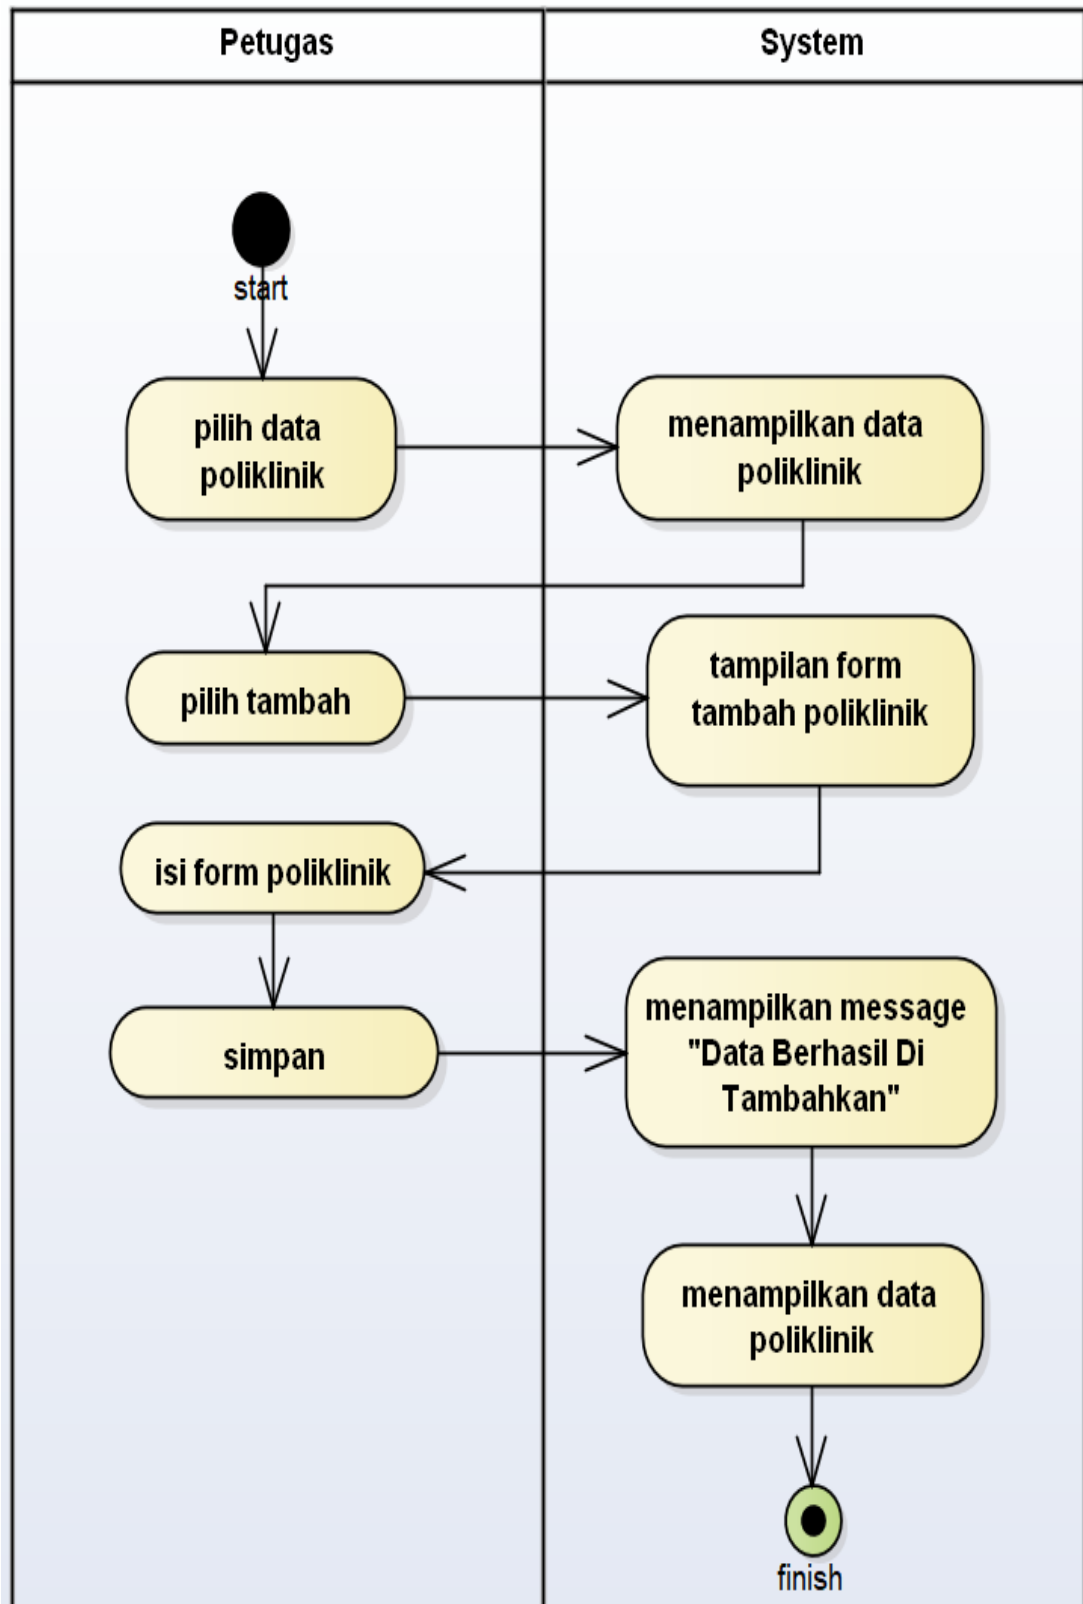 Petugas
System
start
pilih data
poliklinik
menampilkan data
poliklinik
pilih tambah
tampilan form
tambah poliklinik
isi form poliklinik
simpan
menampilkan message
"Data Berhasil Di
Tambahkan"
menampilkan data
poliklinik
finish